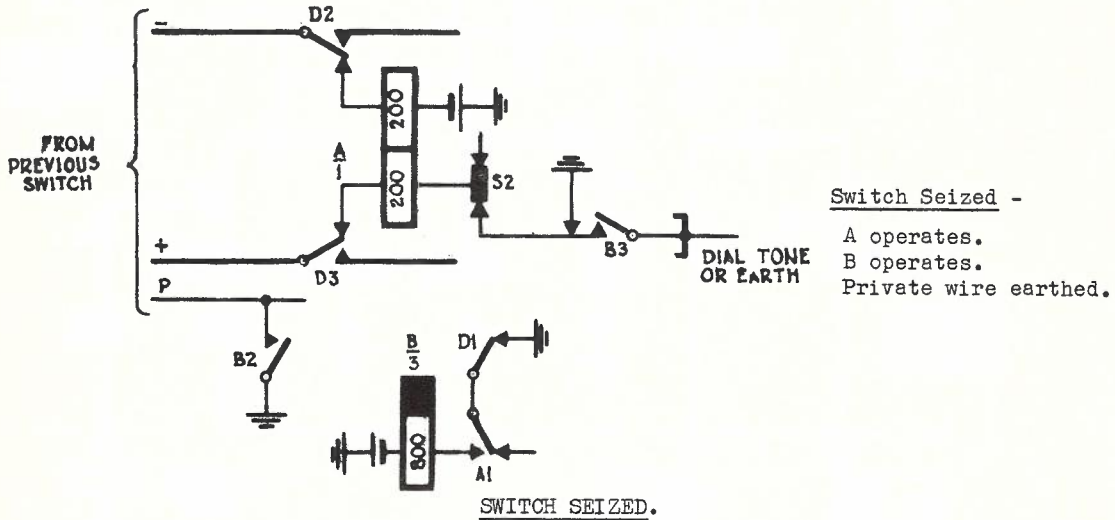 -
D2
FROM
PREVIOUS
SWITCH
200
200
A
1
S2
+
D3
B3
DIAL TONE
OR EARTH
P
B2
B
3
800
D1
A1
Switch Seized -
A operates.
B operates.
Private wire earthed.
SWITCH SEIZED.